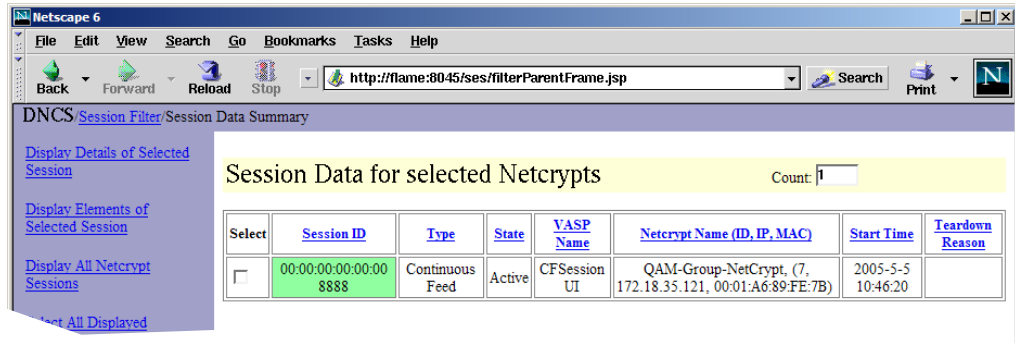 Netscape 6
File Edit View Search Go Bookmarks Tasks Help
http://flame:8045/ses/filterParentFrame.jsp Search
Back Forward Reload Stop Print N
DNCS/Session Filter/Session Data Summary
Display Details of Selected
Session
Display Elements of
Selected Session
Display All Netcrypt
Sessions
All Displayed
Session Data for selected Netcrypts Count: 1
Select Session ID Type State VASP Name Netcrypt Name (ID, IP, MAC) Start Time Teardown Reason
00:00:00:00:00:00 Continuous Active CFSession QAM-Group-NetCrypt, (7, 2005-5-5
8888 Feed UI 172.18.35.121, 00:01:A6:89:FE:7B) 10:46:20